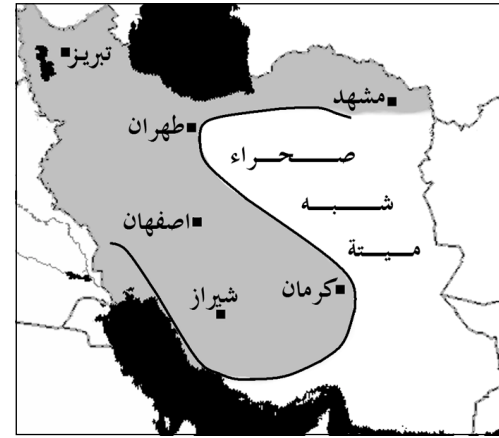 تبريز
مشهد
طهران
صحراء
شبه
ميتة
اصفهان
كرمان
شيراز